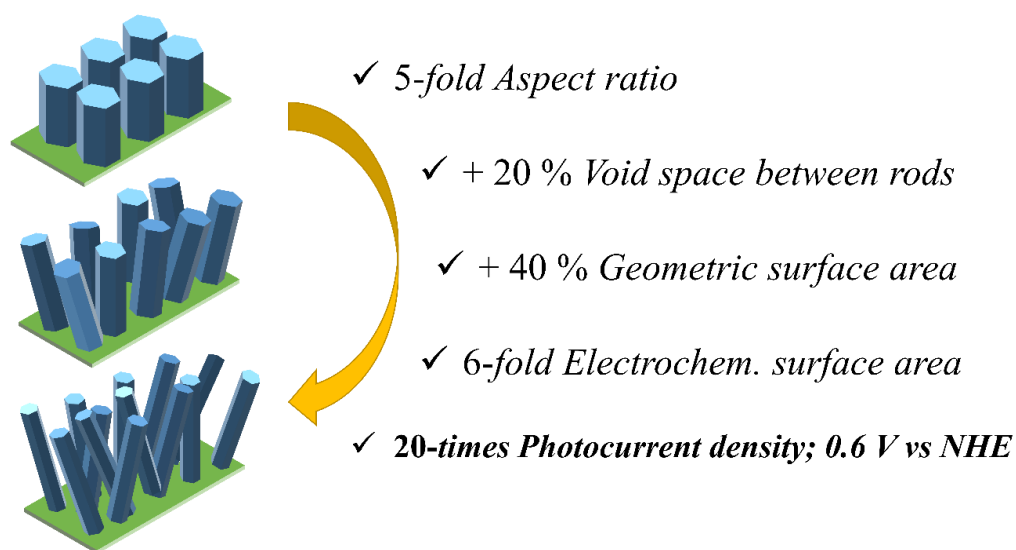 ✓ 5-fold Aspect ratio
✓ + 20 % Void space between rods
✓ + 40 % Geometric surface area
✓ 6-fold Electrochem. surface area
✓ 20-times Photocurrent density; 0.6 V vs NHE